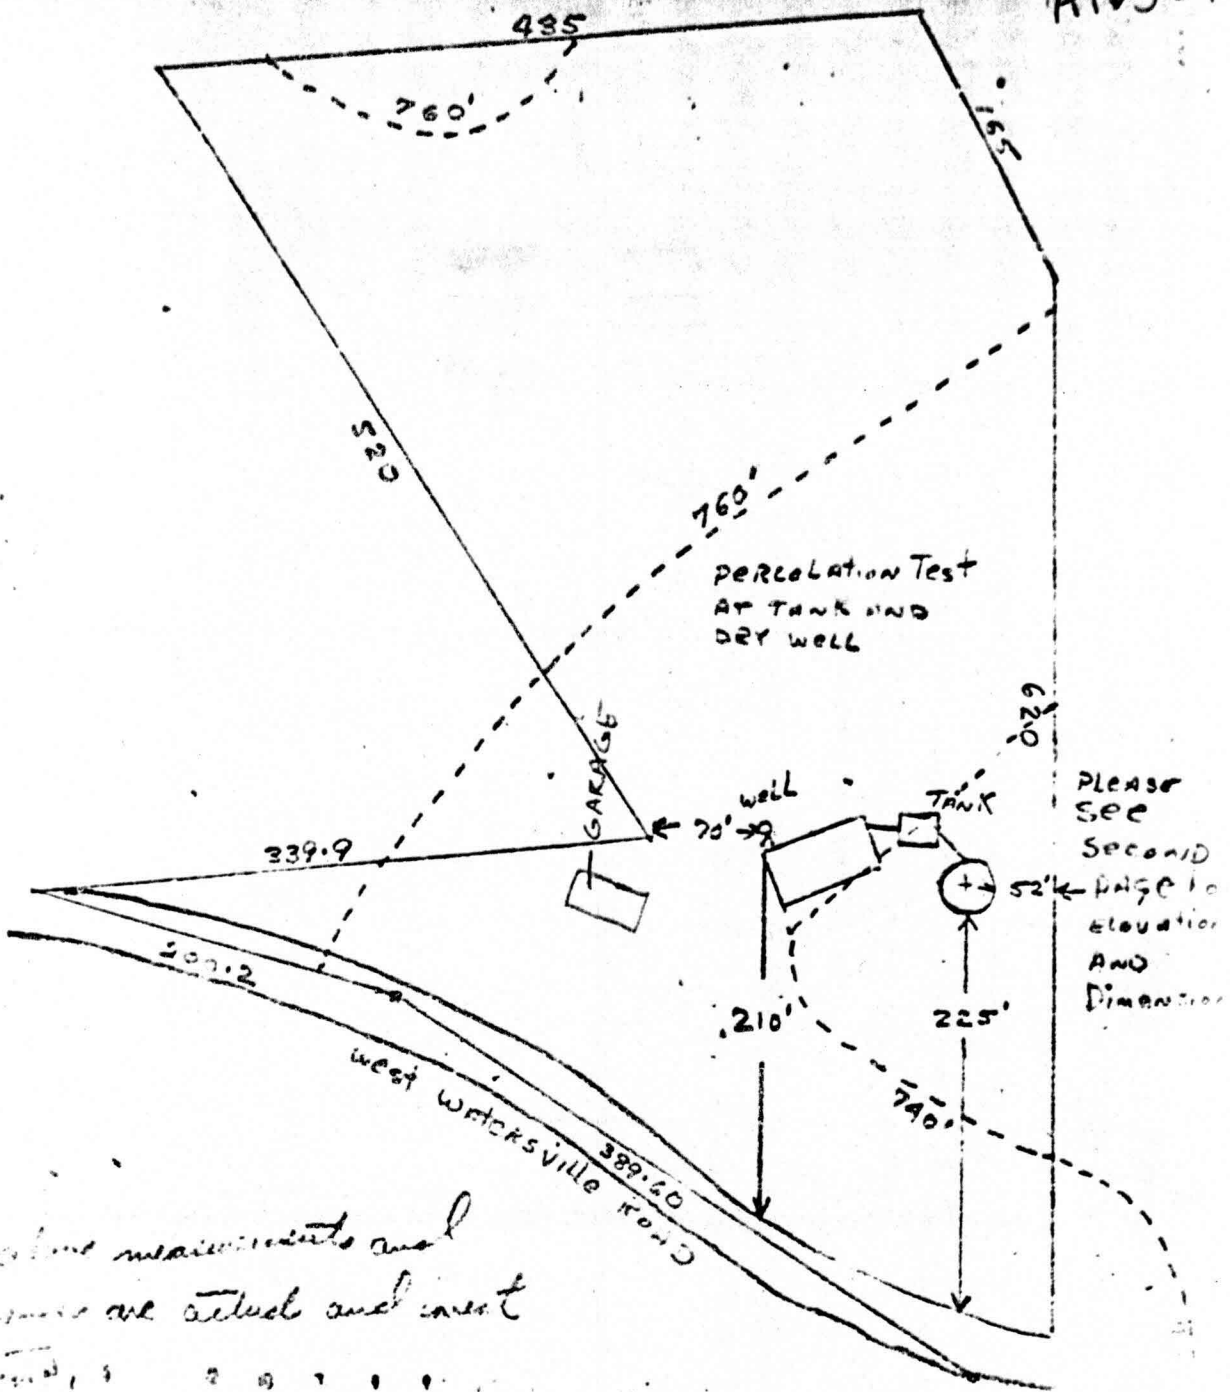 435
760'
165
520
760'
PERCOLATION TEST
AT TANK AND
DRY WELL
620
GARAGE
WELL
TANK
70'
339.9
PLEASE
SEE
SECOND
PAGE
ELEVATION
AND
DIMENSION
52'
210'
225'
740'
WEST WATERSVILLE ROAD
389.60
measurements and
are actual and